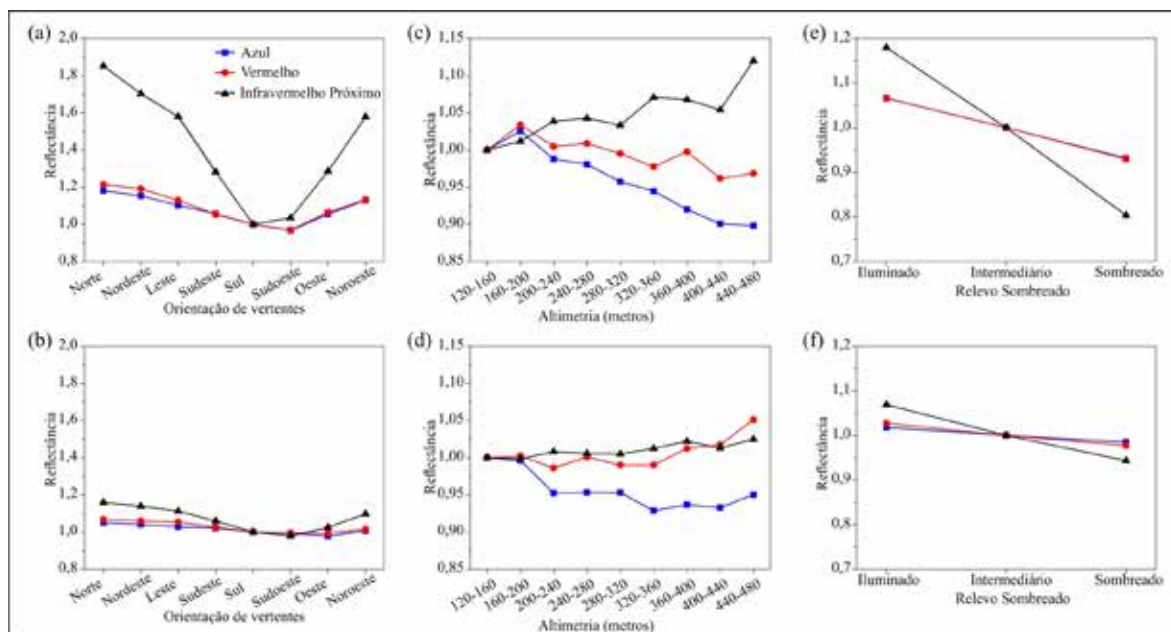 (a)
Reflectância
2,0
1,8
1,6
1,4
1,2
1,0
0,8
Azul
Vermelho
Infravermelho Próximo
Norte
Nordeste
Leste
Sudeste
Sul
Sudoeste
Oeste
Noroeste
Orientação de vertentes
(c)
Reflectância
1,15
1,10
1,05
1,00
0,95
0,90
0,85
120-160
160-200
200-240
240-280
280-320
320-360
360-400
400-440
440-480
Altimetria (metros)
(e)
Reflectância
1,2
1,1
1,0
0,9
0,8
0,7
Iluminado
Intermediário
Sombreado
Relevo Sombreado
(b)
Reflectância
2,0
1,8
1,6
1,4
1,2
1,0
0,8
Norte
Nordeste
Leste
Sudeste
Sul
Sudoeste
Oeste
Noroeste
Orientação de vertentes
(d)
Reflectância
1,15
1,10
1,05
1,00
0,95
0,90
0,85
120-160
160-200
200-240
240-280
280-320
320-360
360-400
400-440
440-480
Altimetria (metros)
(f)
Reflectância
1,2
1,1
1,0
0,9
0,8
0,7
Iluminado
Intermediário
Sombreado
Relevo Sombreado